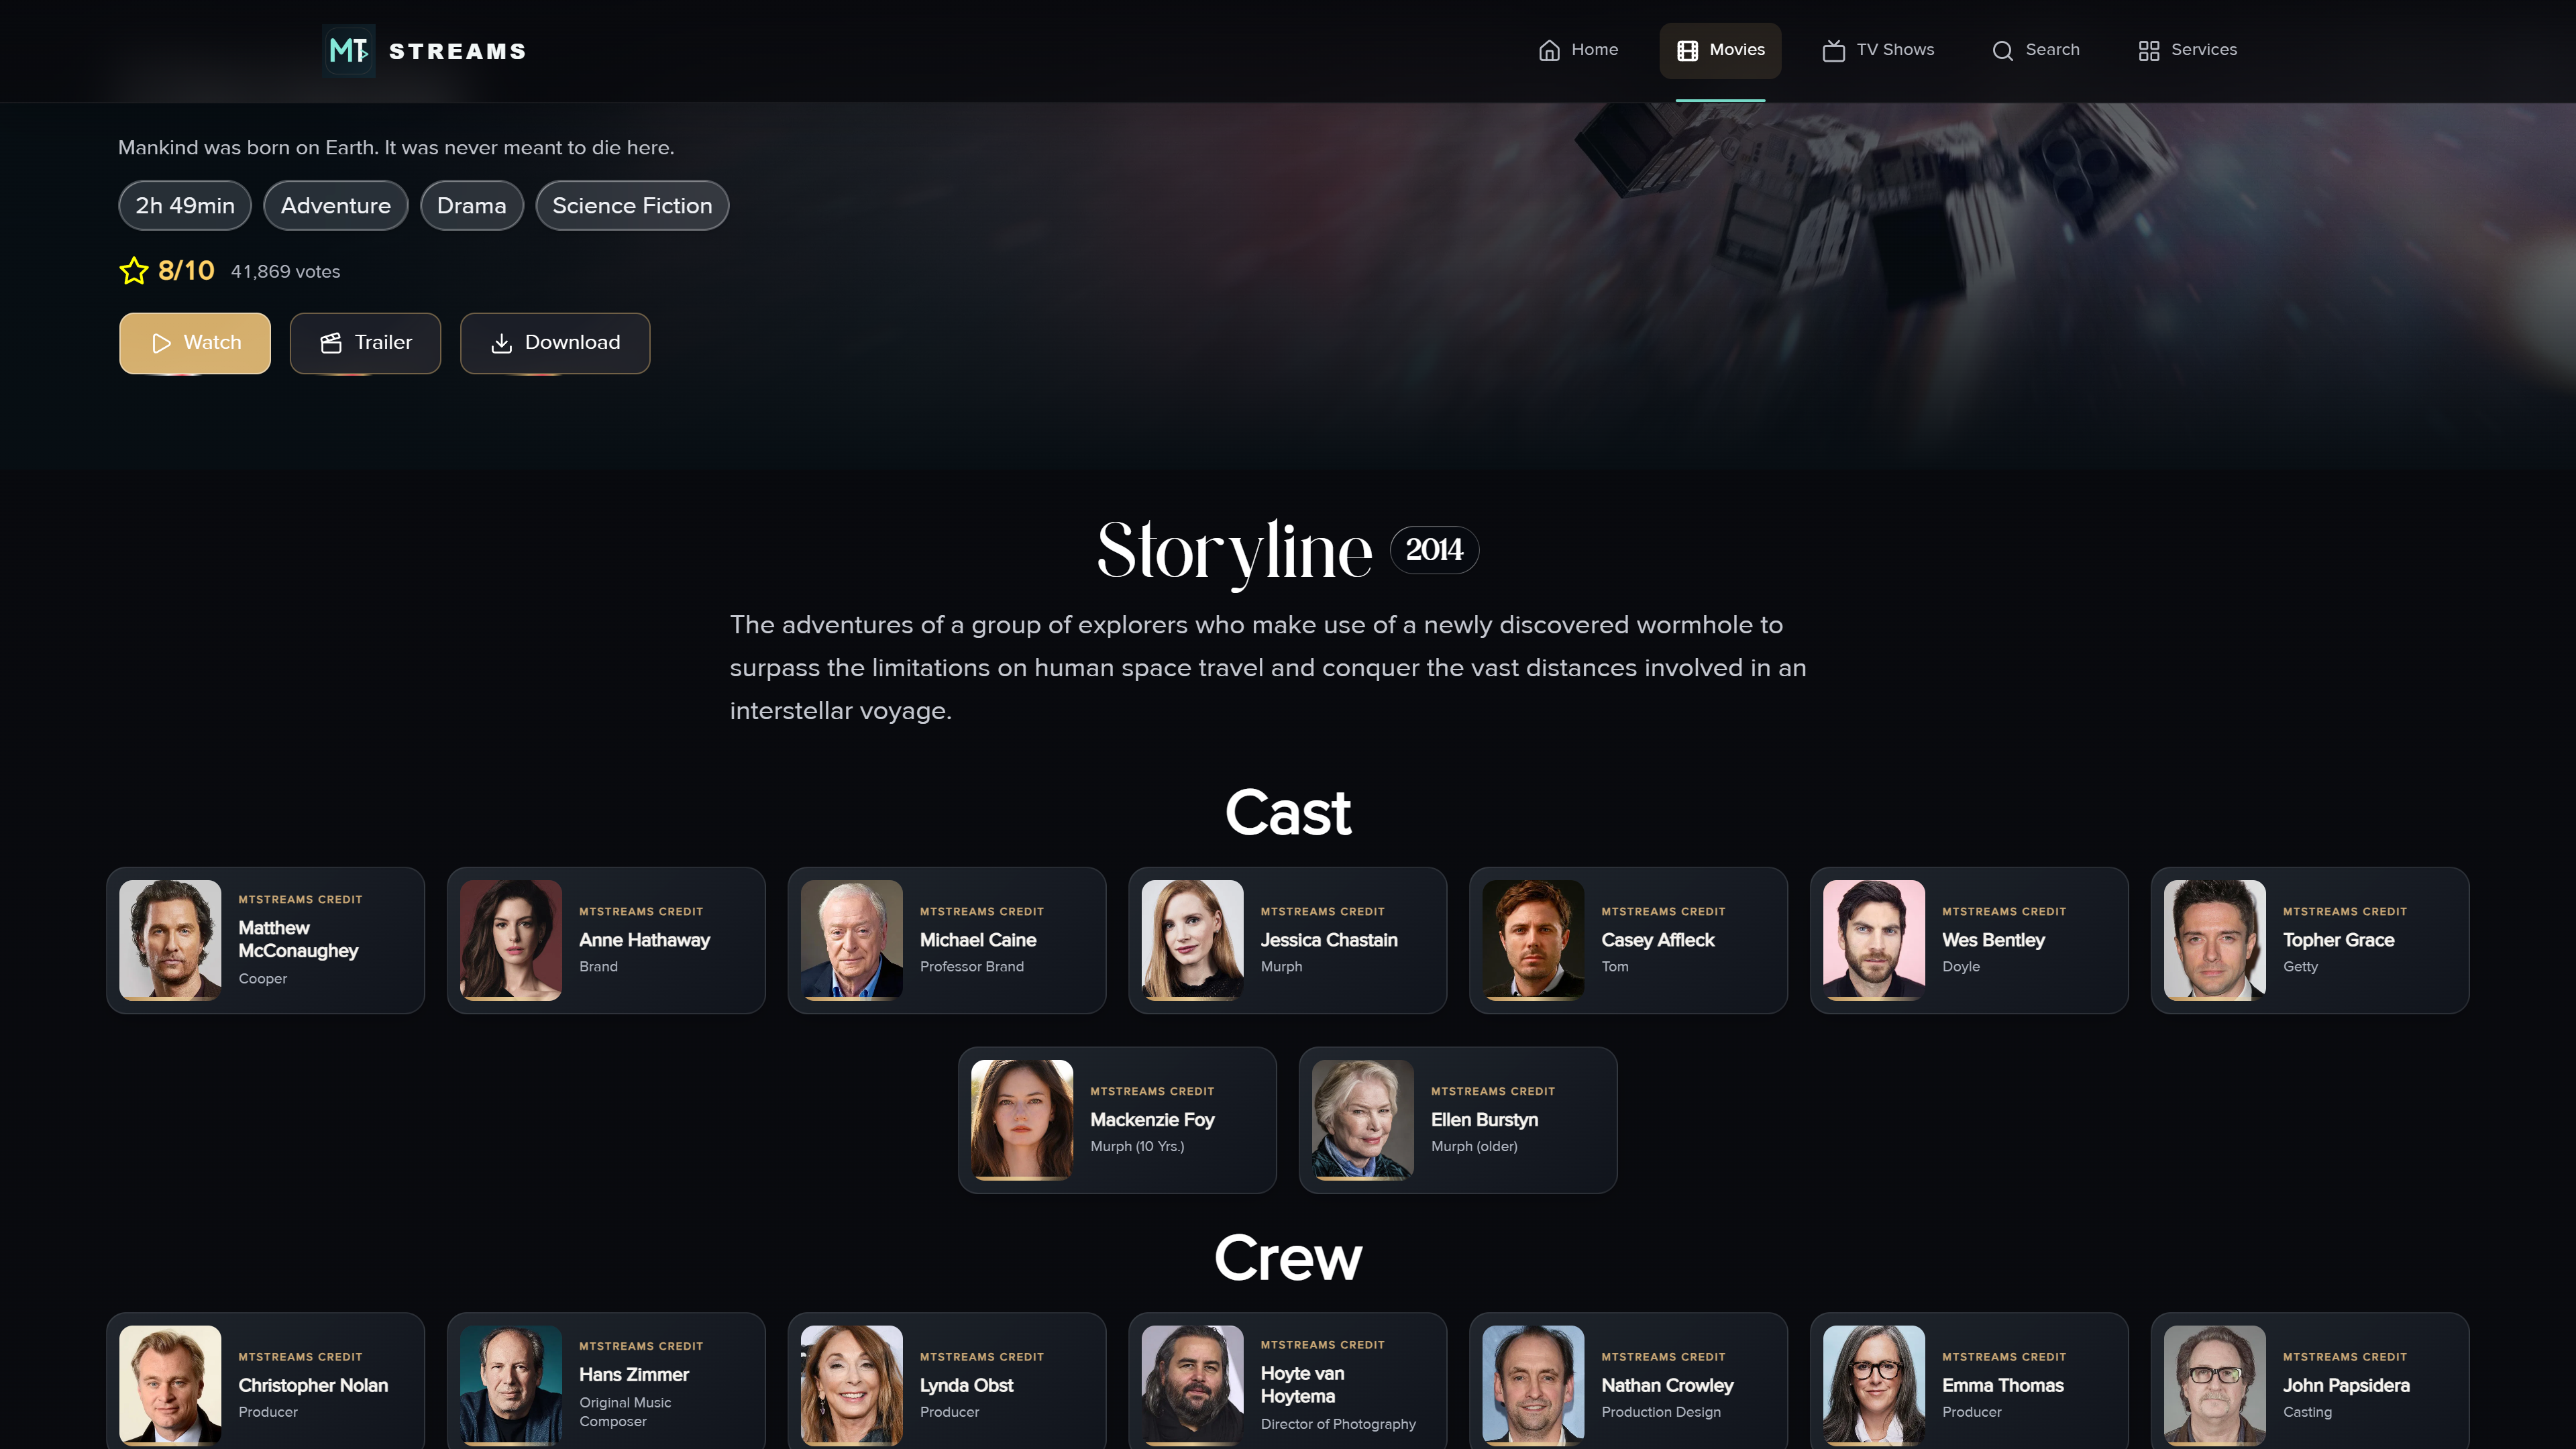 MT STREAMS
Home
Movies
TV Shows
Search
Services
Mankind was born on Earth. It was never meant to die here.
2h 49min
Adventure
Drama
Science Fiction
8/10 41,869 votes
Watch
Trailer
Download
Storyline 2014
The adventures of a group of explorers who make use of a newly discovered wormhole to
surpass the limitations on human space travel and conquer the vast distances involved in an
interstellar voyage.
Cast
MTSTREAMS CREDIT
Matthew
McConaughey
Cooper
MTSTREAMS CREDIT
Anne Hathaway
Brand
MTSTREAMS CREDIT
Michael Caine
Professor Brand
MTSTREAMS CREDIT
Jessica Chastain
Murph
MTSTREAMS CREDIT
Casey Affleck
Tom
MTSTREAMS CREDIT
Wes Bentley
Doyle
MTSTREAMS CREDIT
Topher Grace
Getty
MTSTREAMS CREDIT
Mackenzie Foy
Murph (10 Yrs.)
MTSTREAMS CREDIT
Ellen Burstyn
Murph (older)
Crew
MTSTREAMS CREDIT
Christopher Nolan
Producer
MTSTREAMS CREDIT
Hans Zimmer
Original Music
Composer
MTSTREAMS CREDIT
Lynda Obst
Producer
MTSTREAMS CREDIT
Hoyte van
Hoytema
Director of Photography
MTSTREAMS CREDIT
Nathan Crowley
Production Design
MTSTREAMS CREDIT
Emma Thomas
Producer
MTSTREAMS CREDIT
John Papsidera
Casting